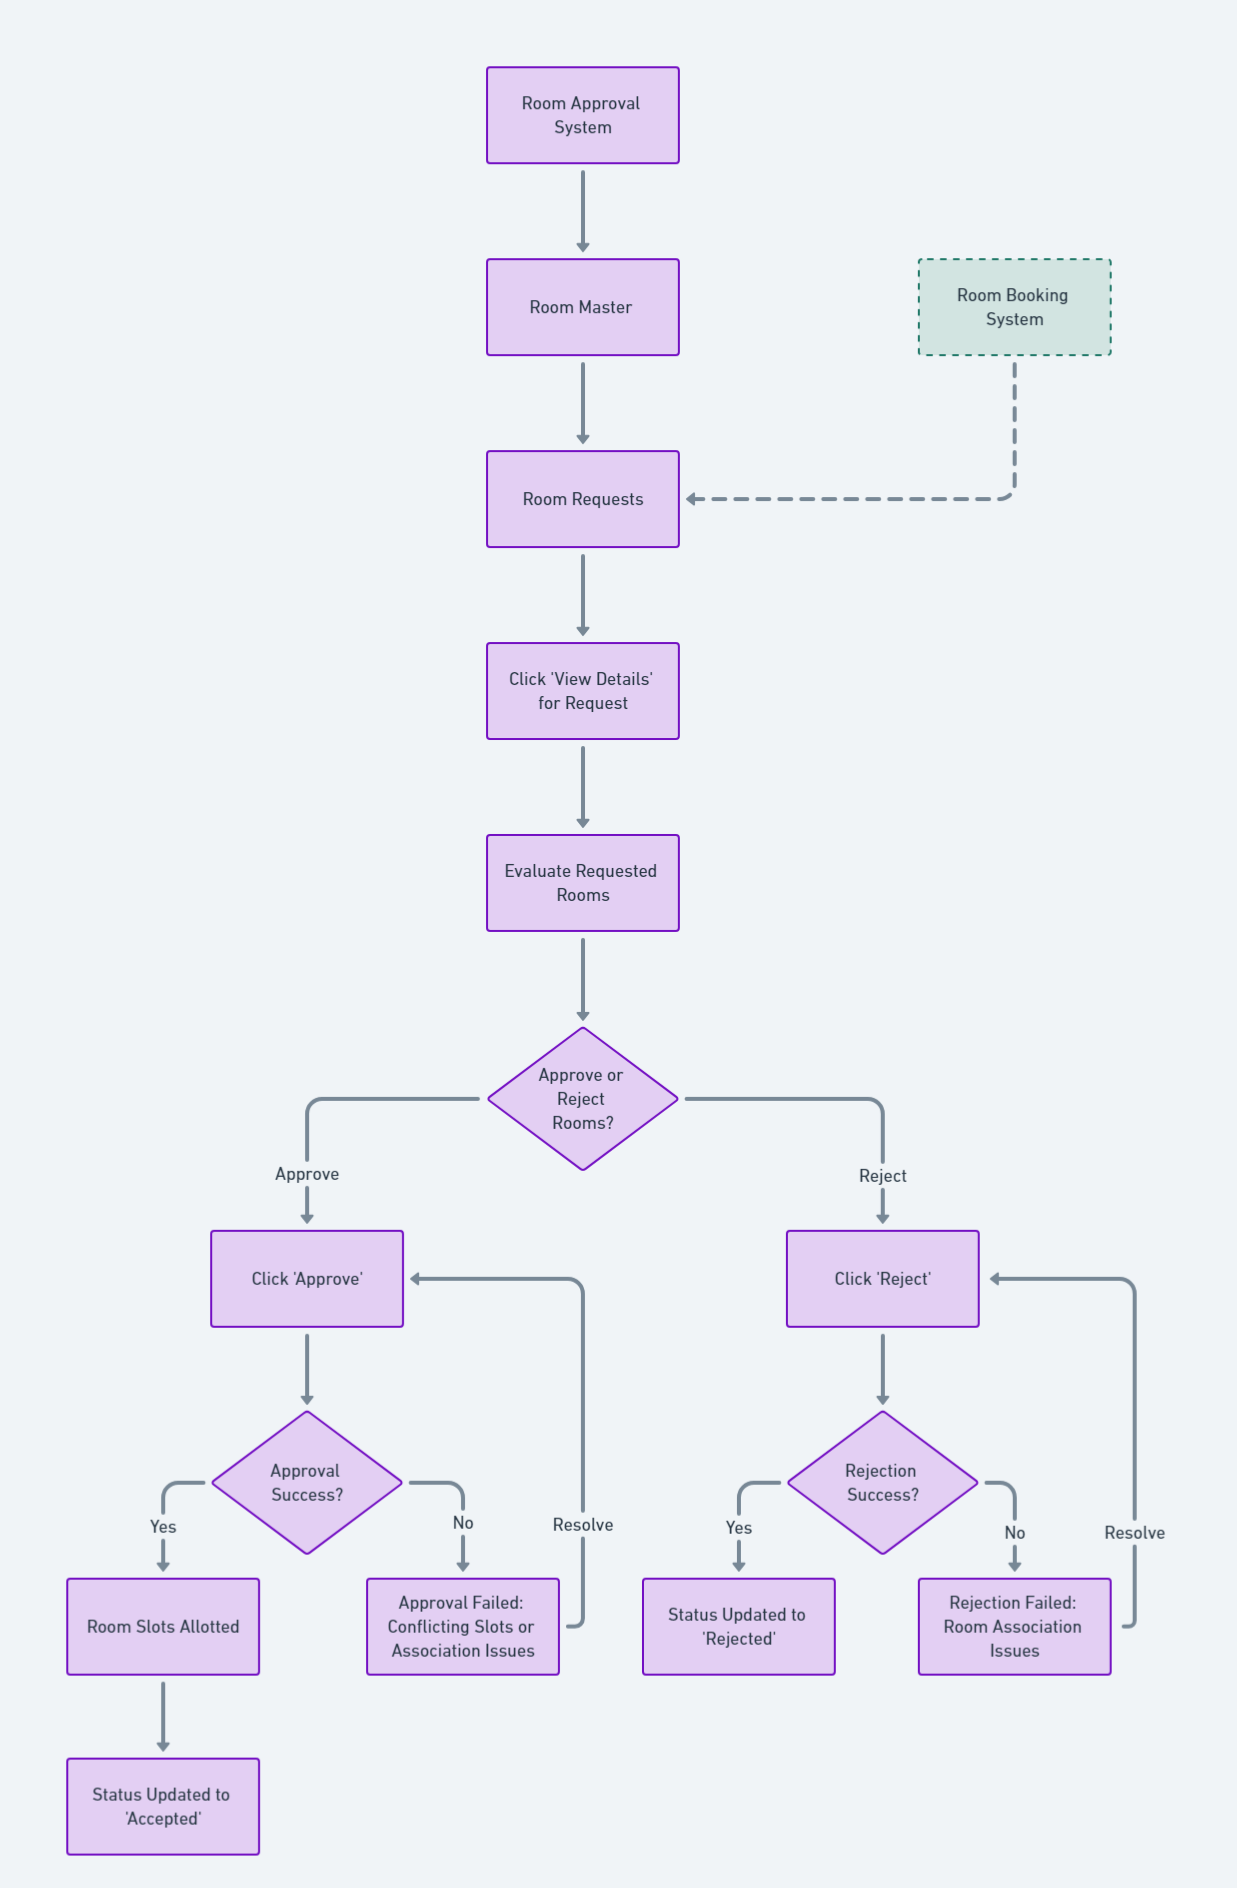 Room Approval
System
Room Master
Room Booking
System
Room Requests
Click 'View Details'
for Request
Evaluate Requested
Rooms
Approve or
Reject
Rooms?
Approve
Reject
Click 'Approve'
Click 'Reject'
Approval
Success?
Rejection
Success?
Yes
No
Resolve
Yes
No
Resolve
Room Slots Allotted
Approval Failed:
Conflicting Slots or
Association Issues
Status Updated to
'Rejected'
Rejection Failed:
Room Association
Issues
Status Updated to
'Accepted'